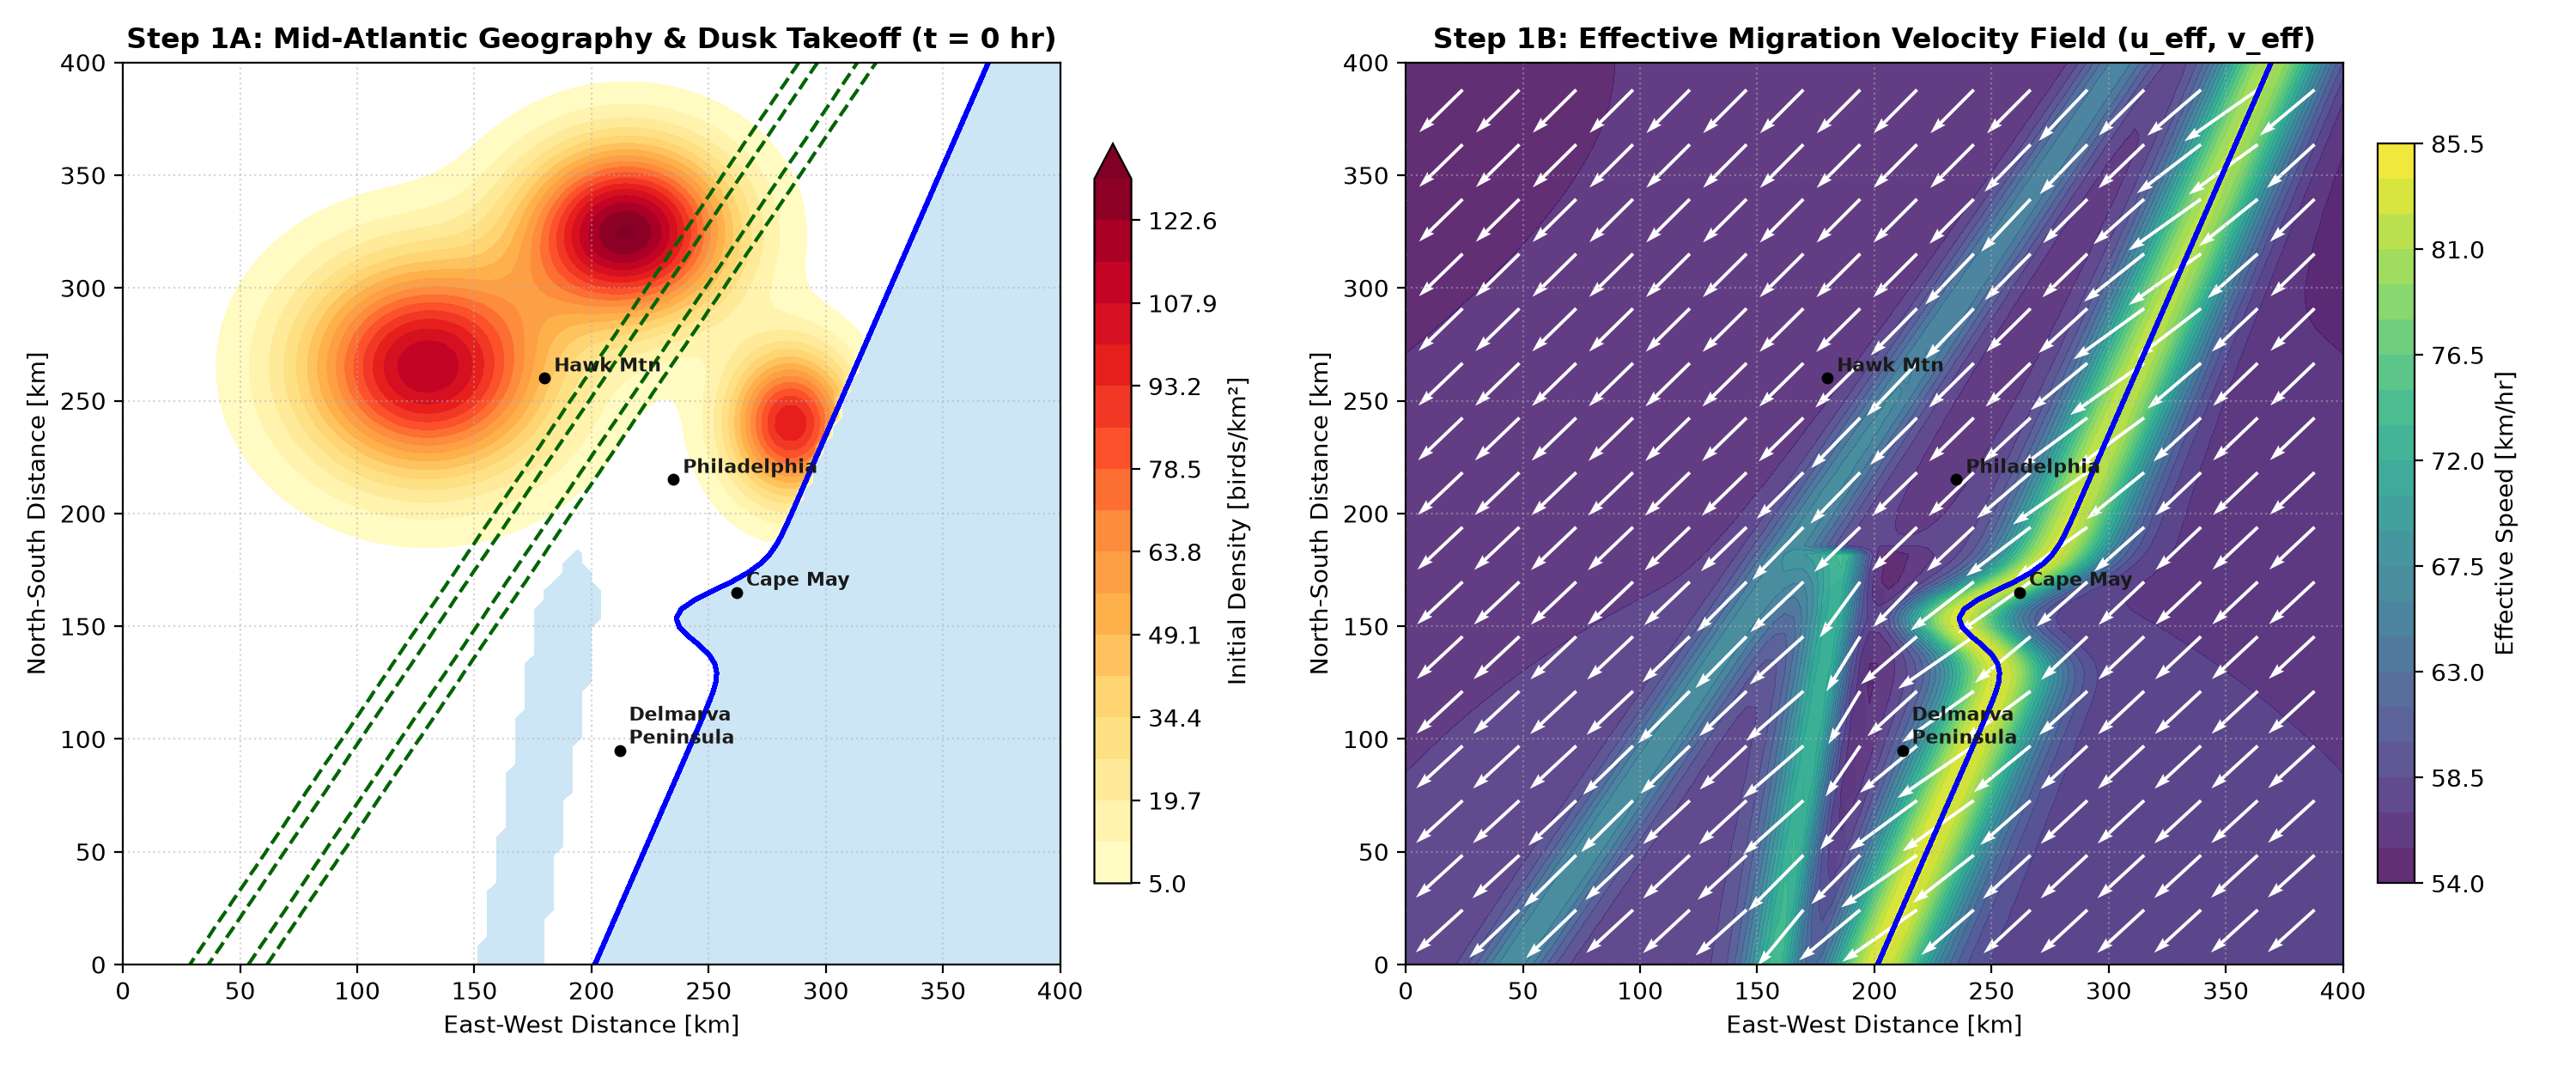 Step 1A: Mid-Atlantic Geography & Dusk Takeoff (t = 0 hr)
400
350
300
250
200
150
100
50
0
North-South Distance [km]
Hawk Mtn
Philadelphia
Cape May
Delmarva
Peninsula
0 50 100 150 200 250 300 350 400
East-West Distance [km]
122.6
107.9
93.2
78.5
63.8
49.1
34.4
19.7
5.0
Initial Density [birds/km²]
Step 1B: Effective Migration Velocity Field (u_eff, v_eff)
400
350
300
250
200
150
100
50
0
North-South Distance [km]
Hawk Mtn
Philadelphia
Cape May
Delmarva
Peninsula
0 50 100 150 200 250 300 350 400
East-West Distance [km]
85.5
81.0
76.5
72.0
67.5
63.0
58.5
54.0
Effective Speed [km/hr]